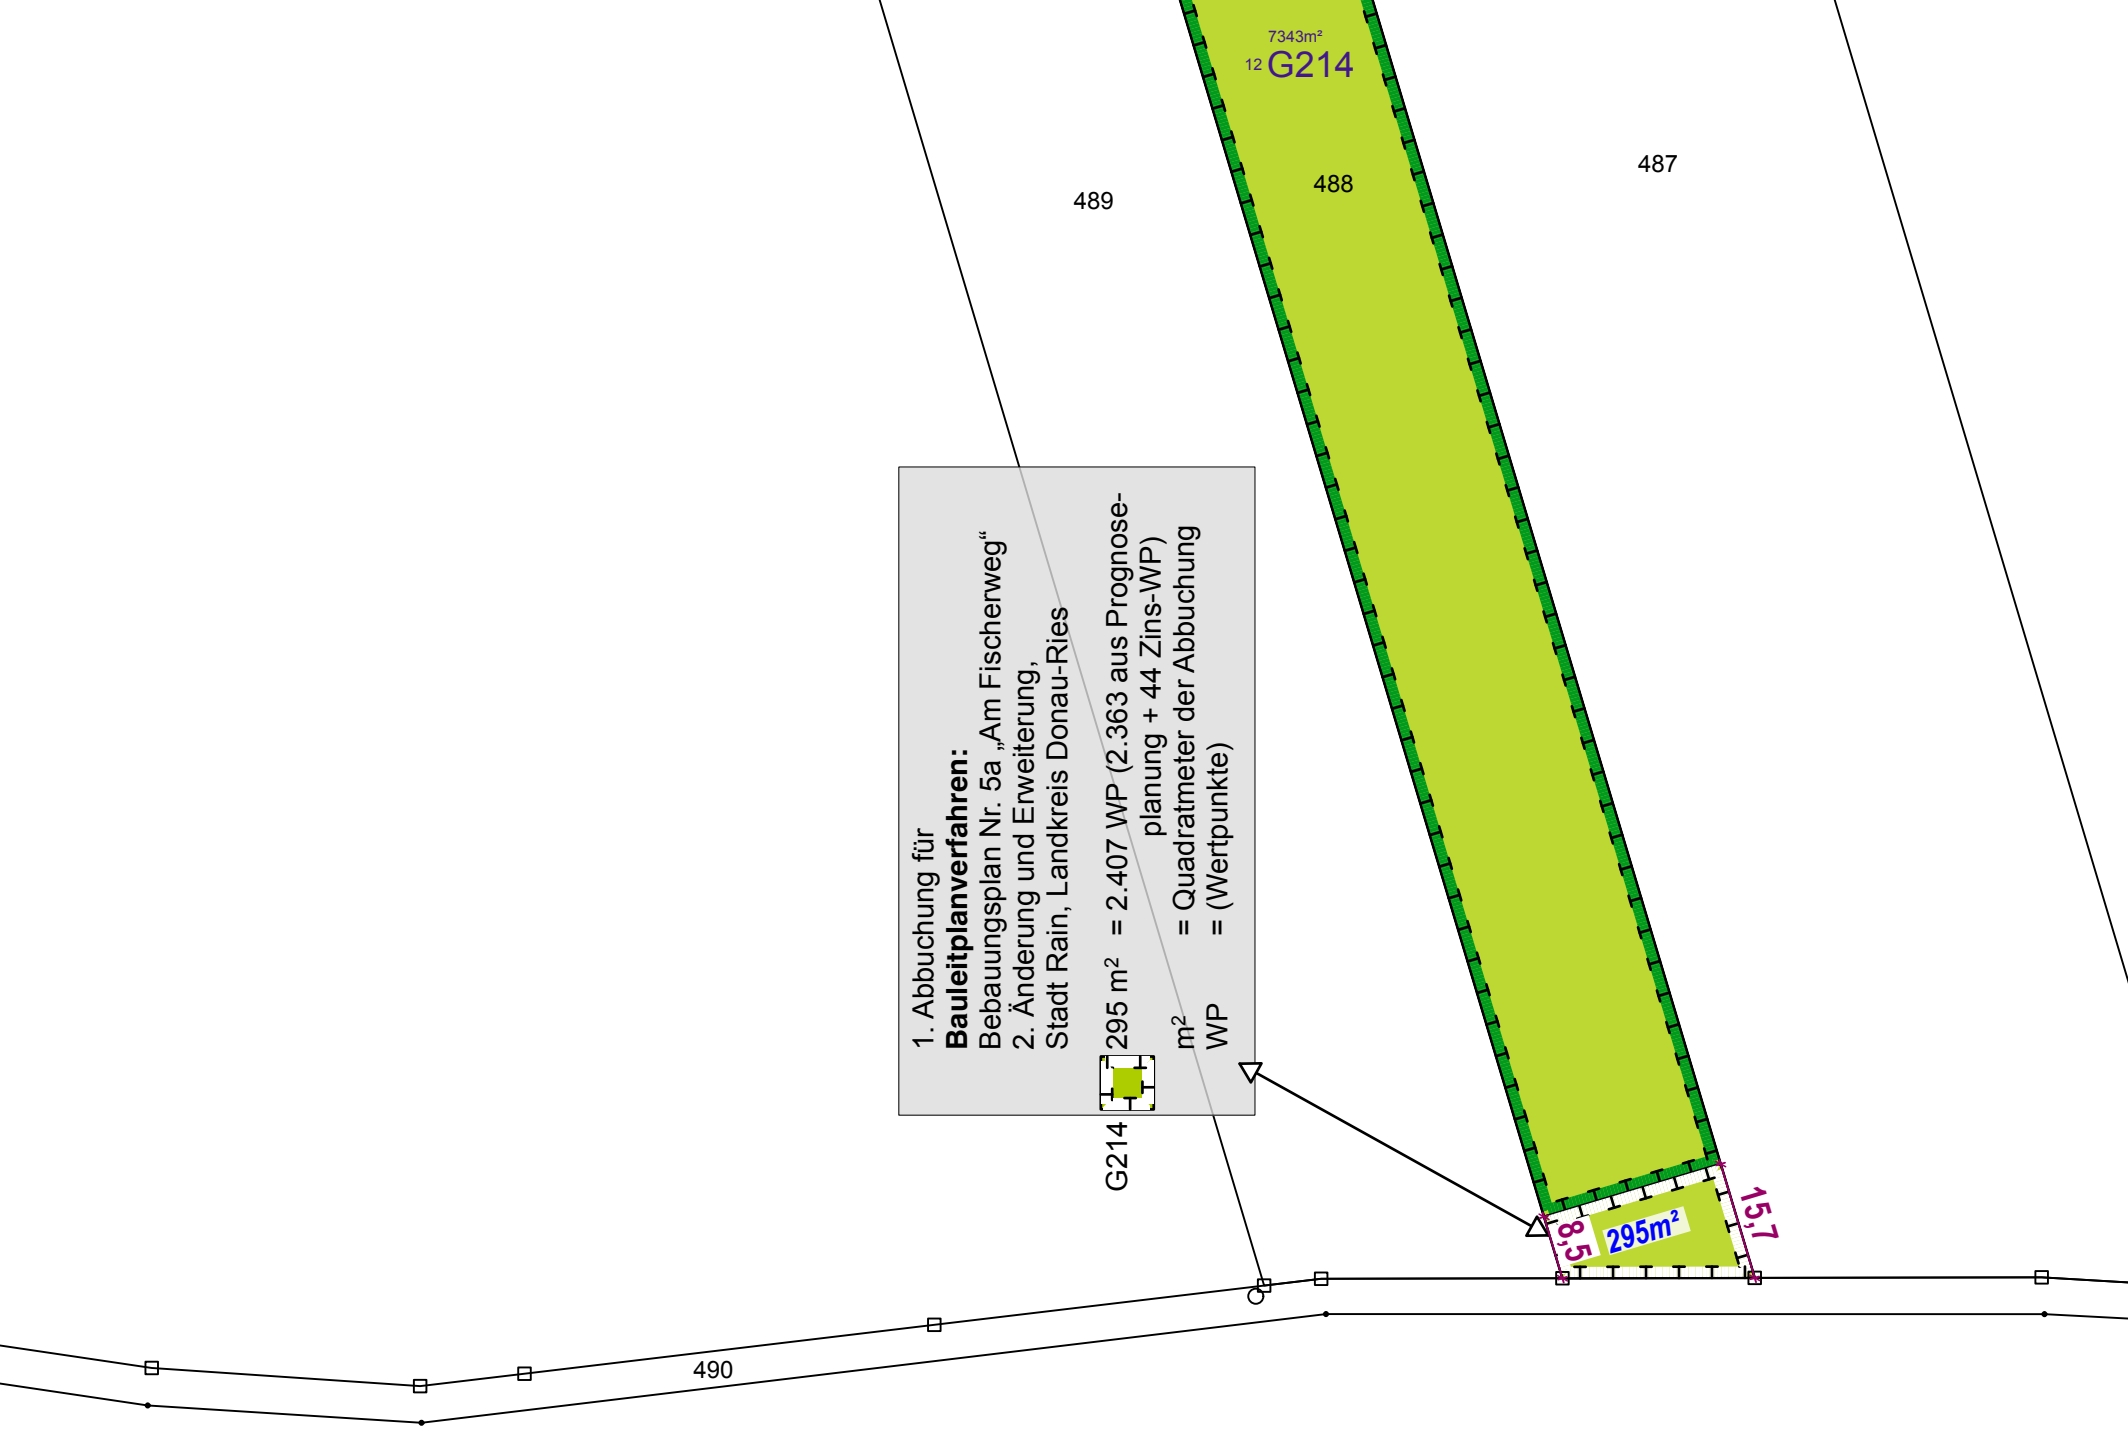 7343m²
12 G214
487
488
489
1. Abbuchung für
Bauleitplanverfahren:
Bebauungsplan Nr. 5a „Am Fischerweg“
2. Änderung und Erweiterung,
Stadt Rain, Landkreis Donau-Ries
G214 295 m² = 2.407 WP (2.363 aus Prognose-
planung + 44 Zins-WP)
m² = Quadratmeter der Abbuchung
WP = (Wertpunkte)
8,5
295m²
15,7
490